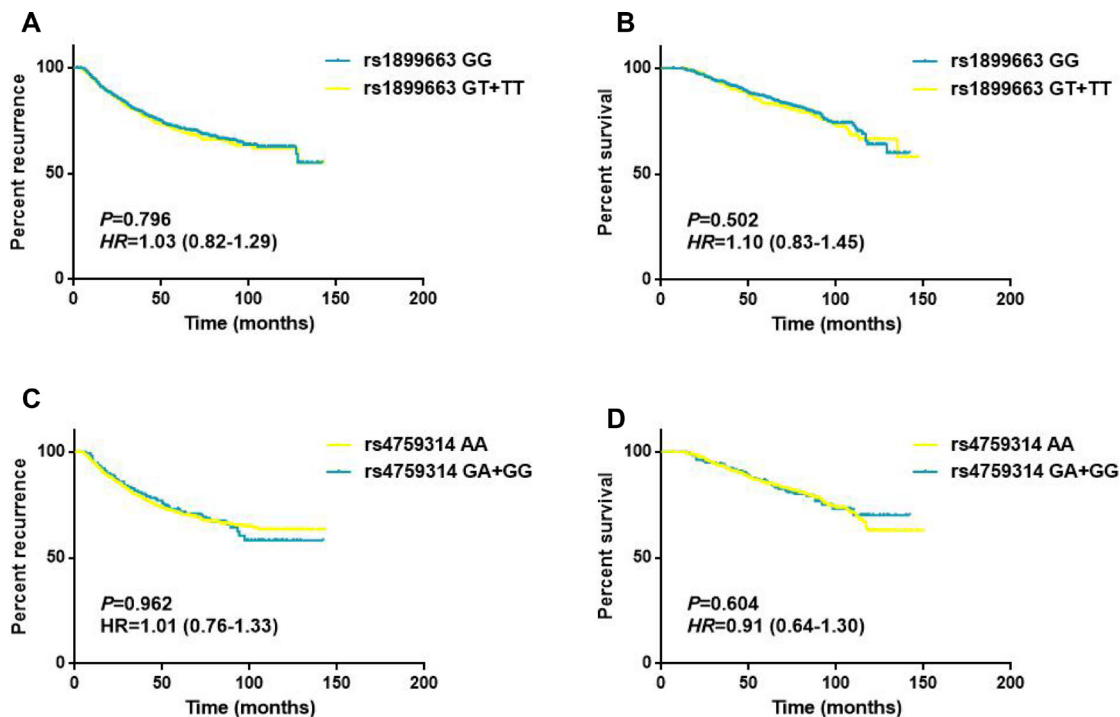 A
rs1899663 GG
rs1899663 GT+TT
Percent recurrence
100
50
0
P=0.796
HR=1.03 (0.82-1.29)
0 50 100 150 200
Time (months)
B
rs1899663 GG
rs1899663 GT+TT
Percent survival
100
50
0
P=0.502
HR=1.10 (0.83-1.45)
0 50 100 150 200
Time (months)
C
rs4759314 AA
rs4759314 GA+GG
Percent recurrence
100
50
0
P=0.962
HR=1.01 (0.76-1.33)
0 50 100 150 200
Time (months)
D
rs4759314 AA
rs4759314 GA+GG
Percent survival
100
50
0
P=0.604
HR=0.91 (0.64-1.30)
0 50 100 150 200
Time (months)